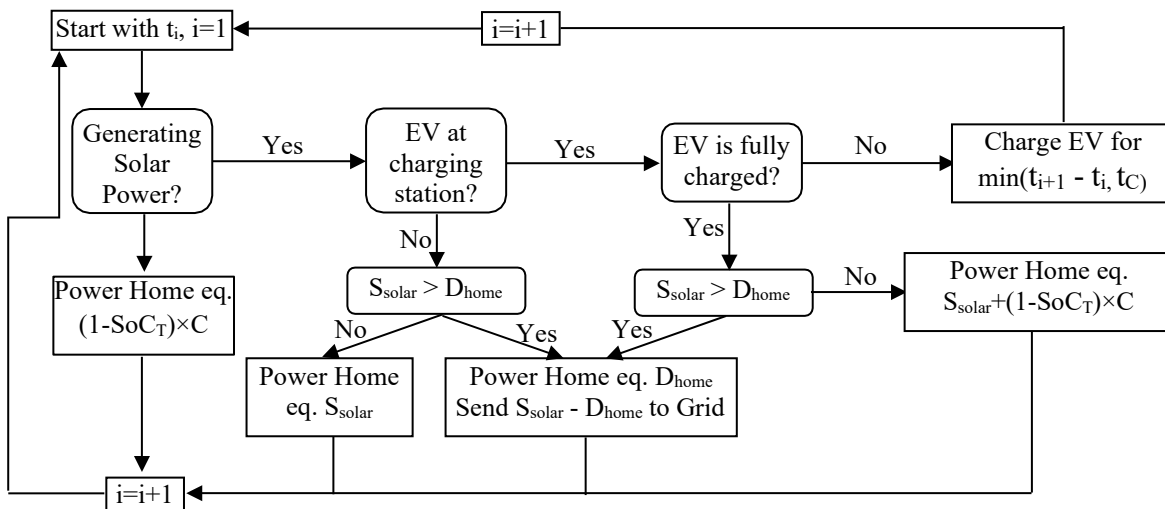 Start with tᵢ, i=1
i=i+1
Generating
Solar
Power?
Yes
EV at
charging
station?
Yes
EV is fully
charged?
No
Charge EV for
min(tᵢ₊₁ - tᵢ, t_C)
No
Yes
Power Home eq.
(1-SoC_T)×C
S_solar > D_home
S_solar > D_home
No
Power Home eq.
S_solar+(1-SoC_T)×C
No
Yes
Yes
Power Home
eq. S_solar
Power Home eq. D_home
Send S_solar - D_home to Grid
i=i+1